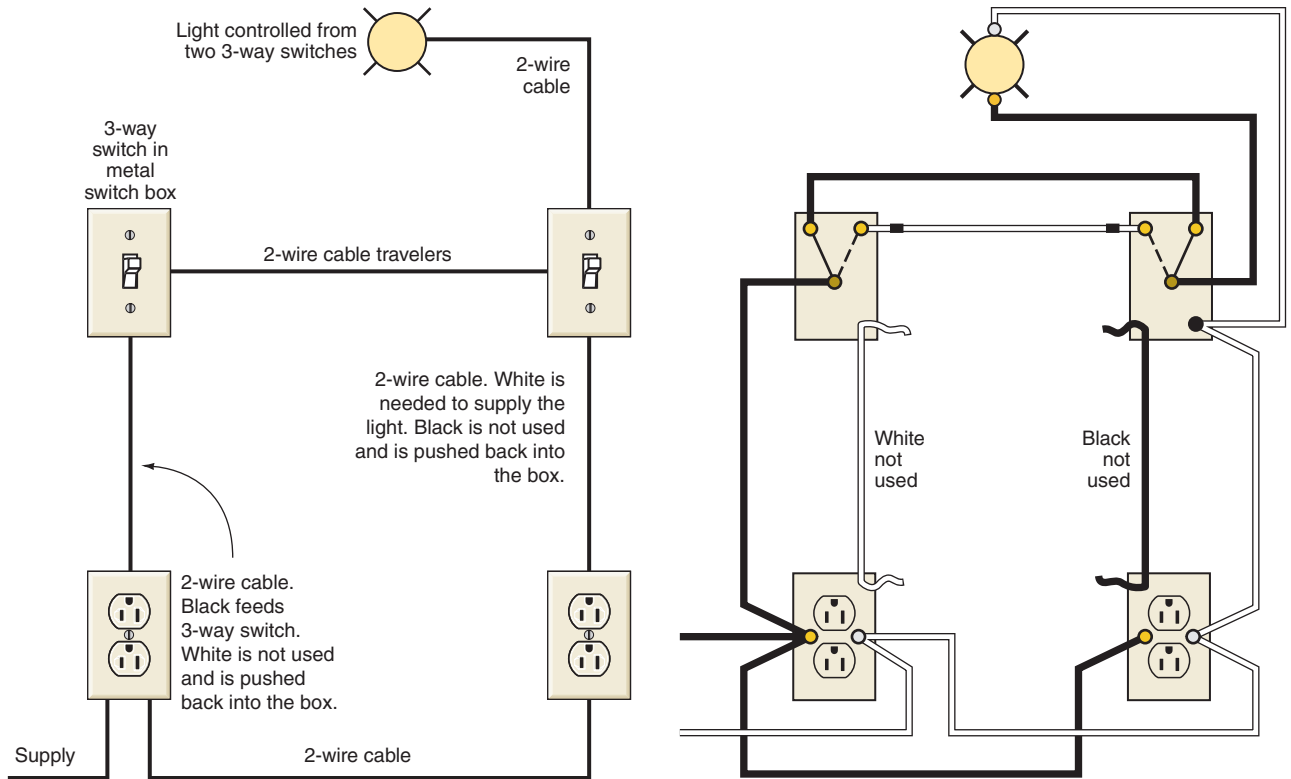 Light controlled from
two 3-way switches
2-wire
cable
3-way
switch in
metal
switch box
2-wire cable travelers
2-wire cable. White is
needed to supply the
light. Black is not used
and is pushed back into
the box.
2-wire cable.
Black feeds
3-way switch.
White is not used
and is pushed
back into the box.
Supply
2-wire cable
White
not
used
Black
not
used